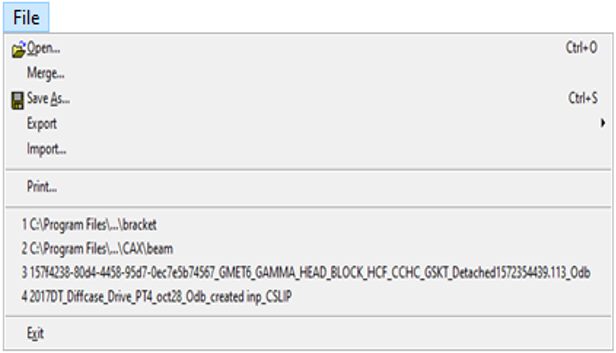 File
Open... Ctrl+O
Merge...
Save As... Ctrl+S
Export
Import...
Print...
1 C:\Program Files\...\bracket
2 C:\Program Files\...\CAX\beam
3 157f4238-80d4-4458-95d7-0ec7e5b74567_GMET6_GAMMA_HEAD_BLOCK_HCF_CCHC_GSKT_Detached1572354439.113_Odb
4 2017DT_Diffcase_Drive_PT4_oct28_Odb_created inp_CSLIP
Exit